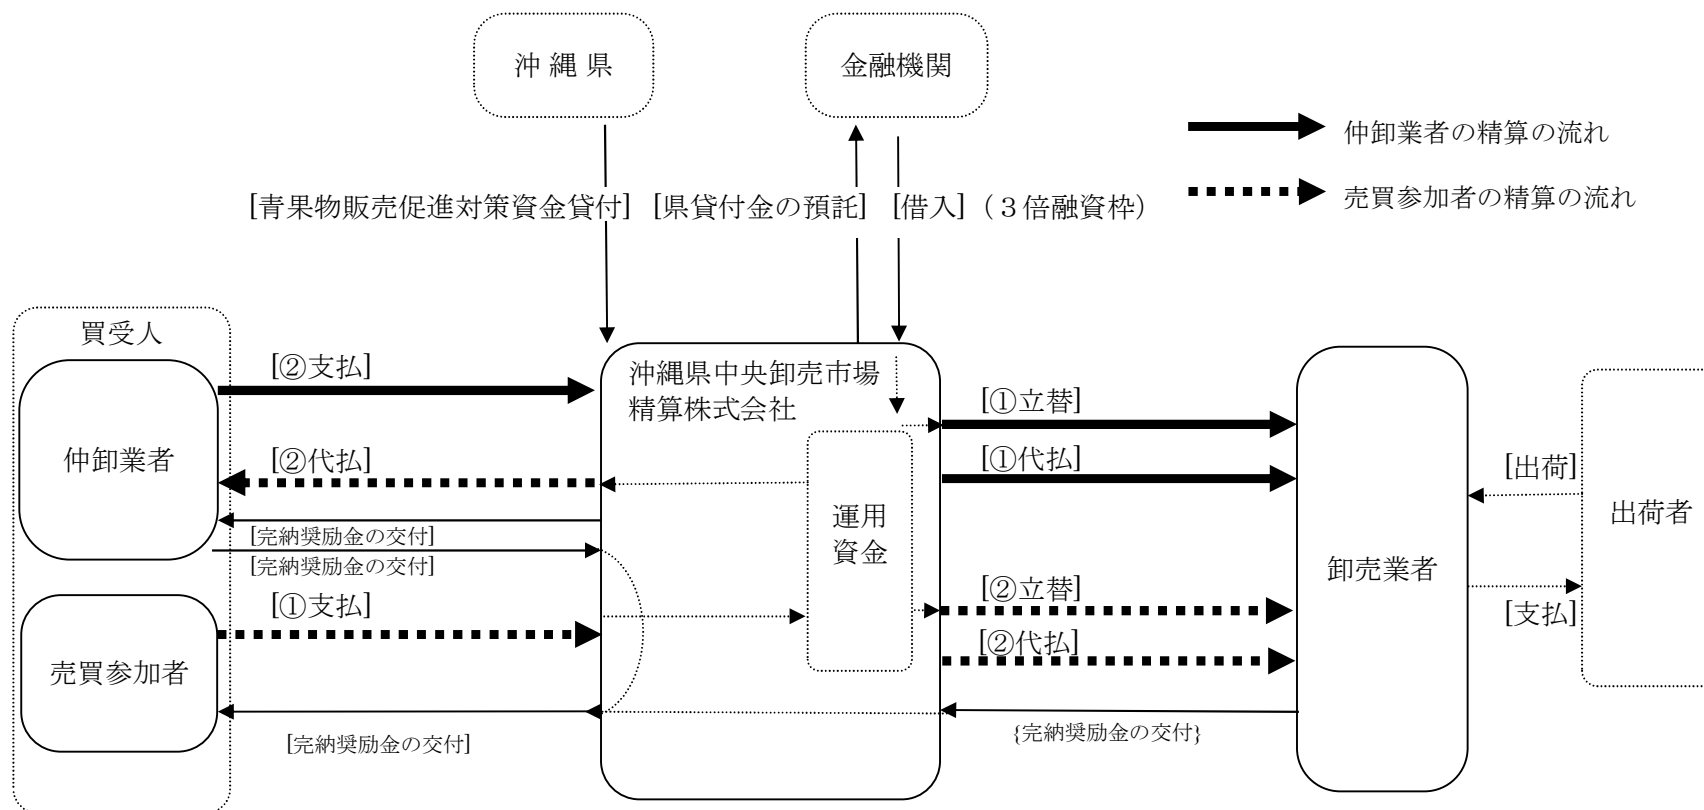 沖 縄 県
金融機関
仲卸業者の精算の流れ
売買参加者の精算の流れ
[青果物販売促進対策資金貸付]
[県貸付金の預託]
[借入]（３倍融資枠）
買受人
[②支払]
沖縄県中央卸売市場
精算株式会社
[①立替]
仲卸業者
[②代払]
[①代払]
[出荷]
運用
資金
出荷者
[完納奨励金の交付]
[完納奨励金の交付]
卸売業者
[①支払]
[②立替]
[支払]
[②代払]
売買参加者
[完納奨励金の交付]
{完納奨励金の交付}